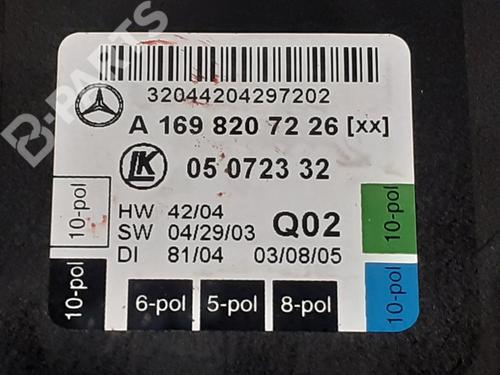 B-PARTS
32044204297202
A 169 820 72 26 [xx]
LK 05 0723 32
HW 42/04
SW 04/29/03
DI 81/04 03/08/05
Q02
10-pol
10-pol
10-pol
10-pol
6-pol 5-pol 8-pol